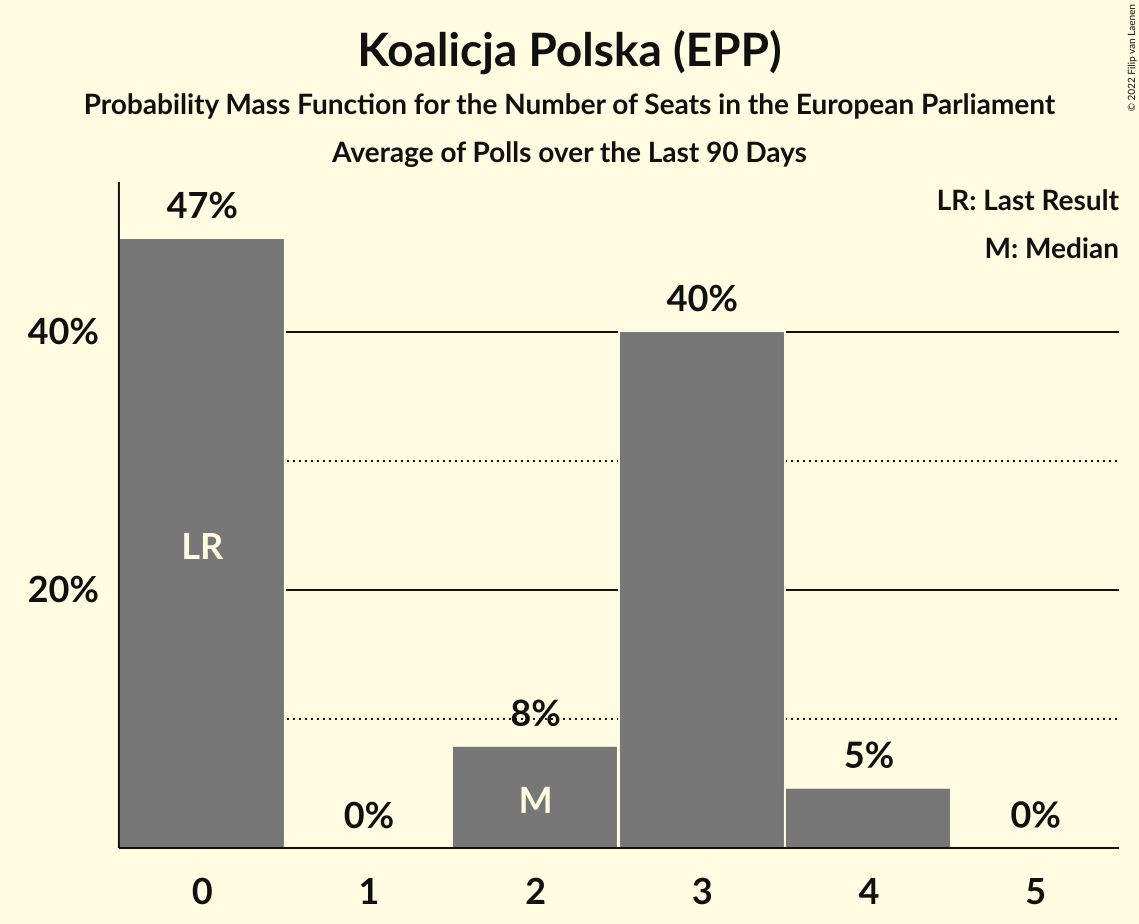 Koalicja Polska (EPP)
Probability Mass Function for the Number of Seats in the European Parliament
Average of Polls over the Last 90 Days
© 2022 Filip van Laenen
LR: Last Result
M: Median
47%
40%
40%
LR
20%
8%
5%
M
0%
0%
0 1 2 3 4 5